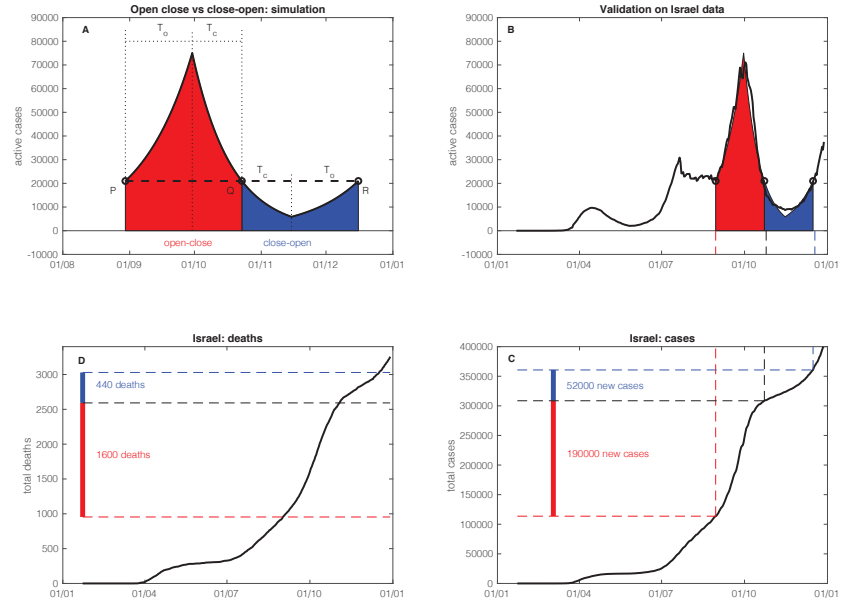 Open close vs close-open: simulation
A
T_o
T_c
90000
80000
70000
60000
50000
40000
30000
20000
10000
0
-10000
active cases
P
Q
T_c
T_o
R
open-close
close-open
01/08
01/09
01/10
01/11
01/12
01/01
Validation on Israel data
B
90000
80000
70000
60000
50000
40000
30000
20000
10000
0
-10000
active cases
01/01
01/04
01/07
01/10
01/01
Israel: deaths
D
3000
2500
2000
1500
1000
500
0
total deaths
440 deaths
1600 deaths
01/01
01/04
01/07
01/10
01/01
Israel: cases
C
400000
350000
300000
250000
200000
150000
100000
50000
0
total cases
52000 new cases
190000 new cases
01/01
01/04
01/07
01/10
01/01